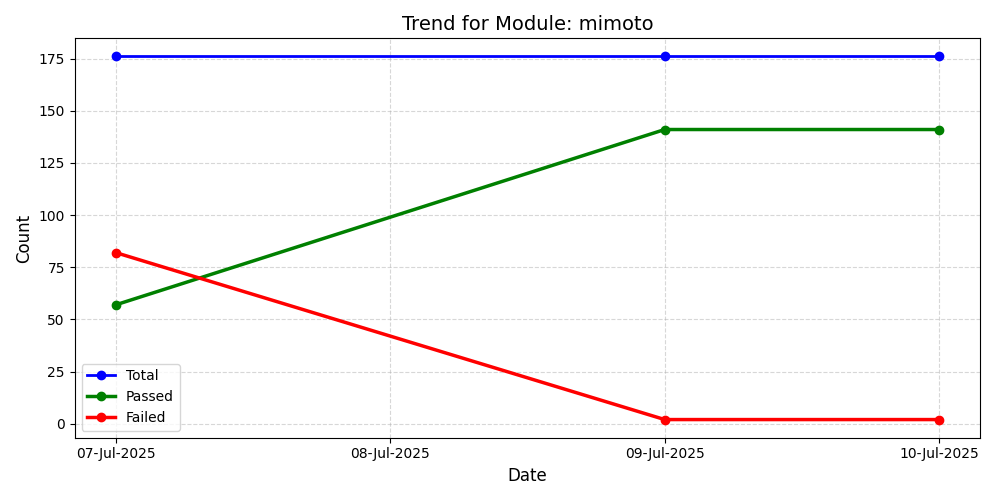 Trend for Module: mimoto
Count
175
150
125
100
75
50
25
0
Total
Passed
Failed
07-Jul-2025
08-Jul-2025
09-Jul-2025
10-Jul-2025
Date